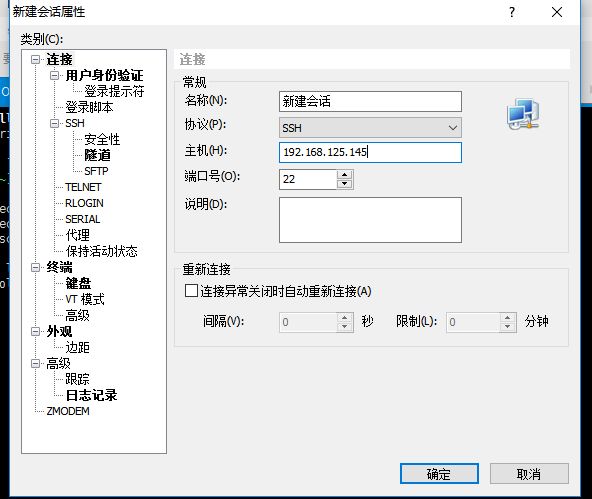 新建会话属性
?
类别(C):
连接
用户身份验证
登录提示符
登录脚本
SSH
安全性
隧道
SFTP
TELNET
RLOGIN
SERIAL
代理
保持活动状态
终端
键盘
VT 模式
高级
外观
边距
高级
跟踪
日志记录
ZMODEM
连接
常规
名称(N): 新建会话
协议(P): SSH
主机(H): 192.168.125.145
端口号(O): 22
说明(D):
重新连接
连接异常关闭时自动重新连接(A)
间隔(V): 0 秒 限制(L): 0 分钟
确定 取消